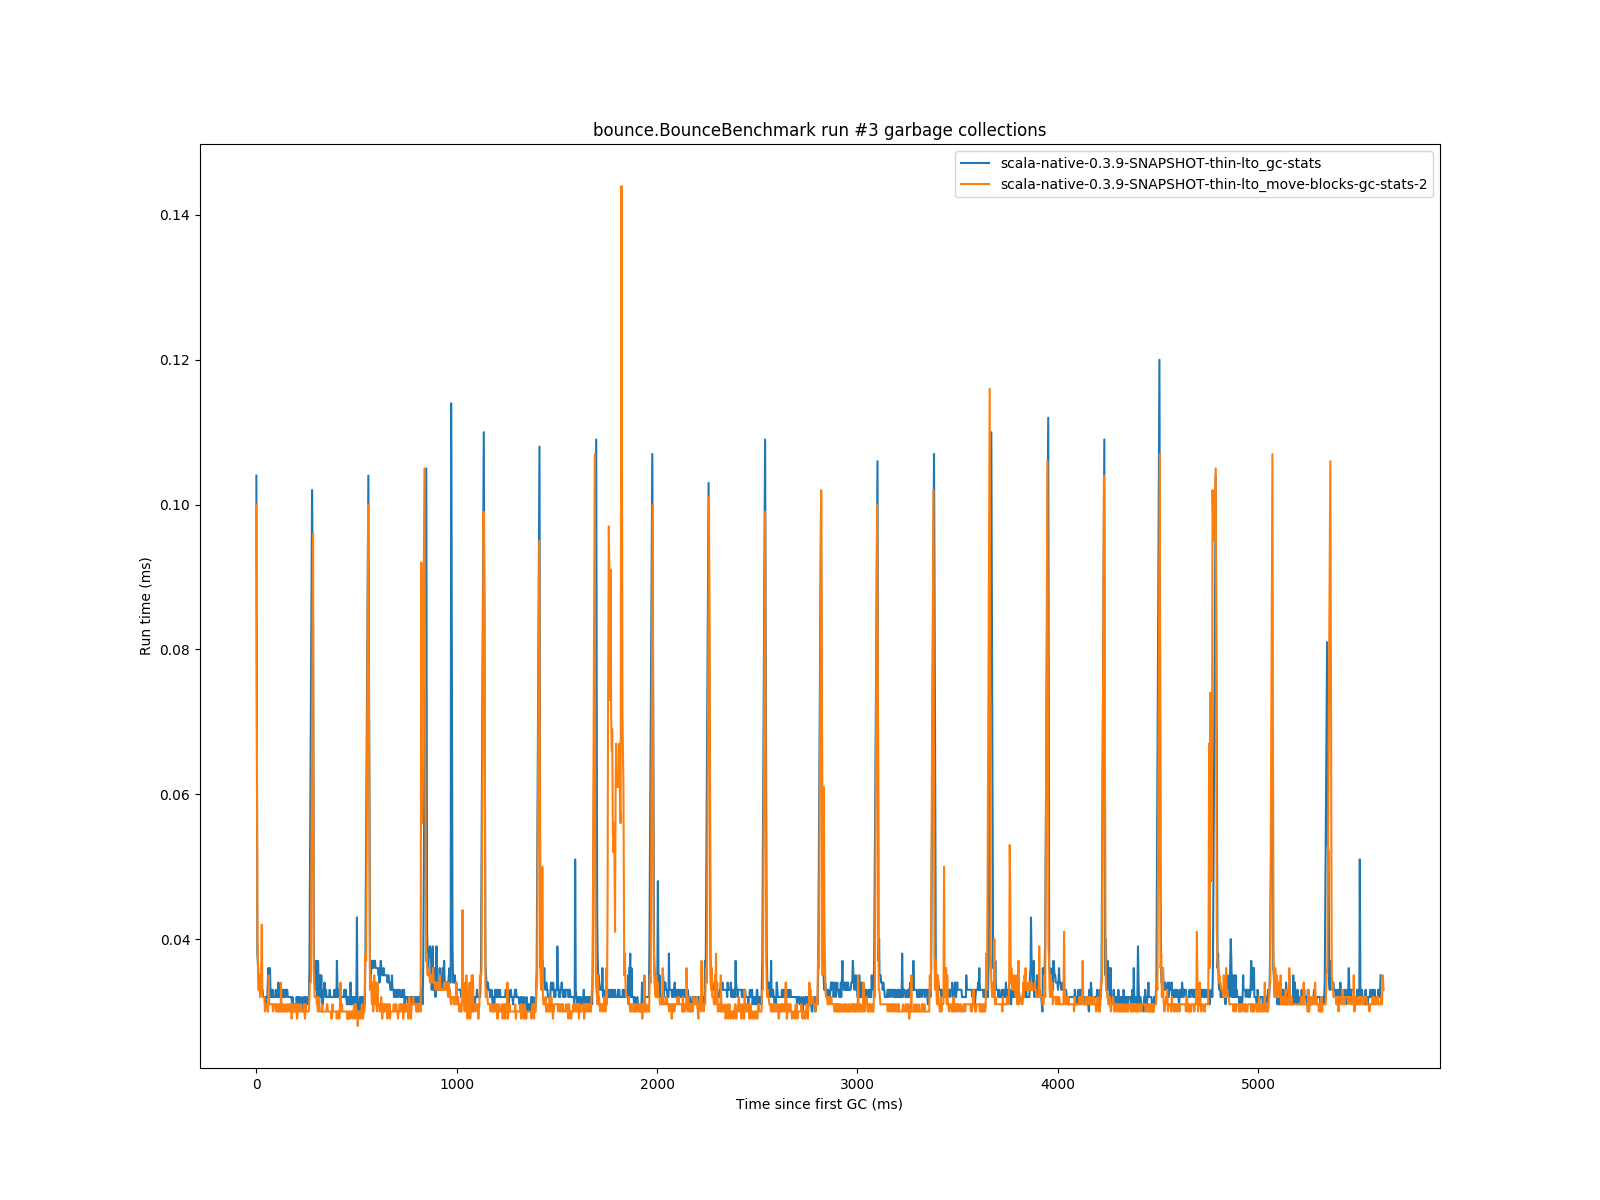 bounce.BounceBenchmark run #3 garbage collections
scala-native-0.3.9-SNAPSHOT-thin-lto_gc-stats
scala-native-0.3.9-SNAPSHOT-thin-lto_move-blocks-gc-stats-2
0.14
0.12
0.10
0.08
0.06
0.04
Run time (ms)
0 1000 2000 3000 4000 5000
Time since first GC (ms)